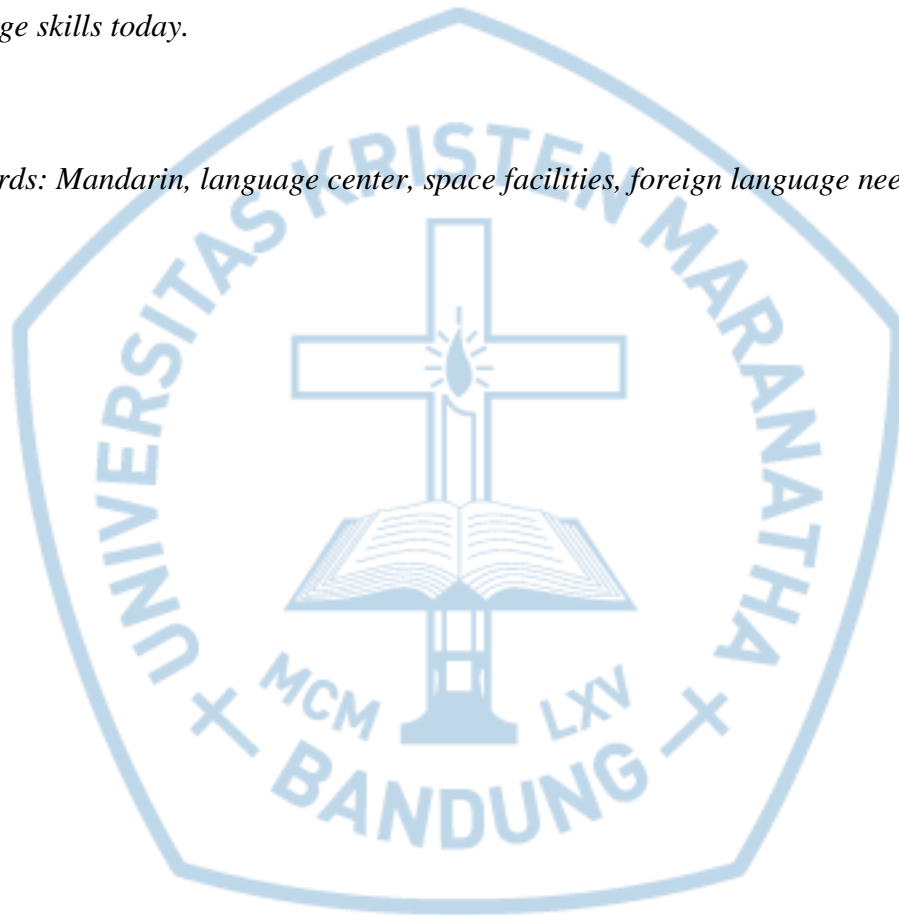 ge skills today.
rds: Mandarin, language center, space facilities, foreign language nee
UNIVERSITAS KRISTEN MARANATHA
MCM LXV
BANDUNG